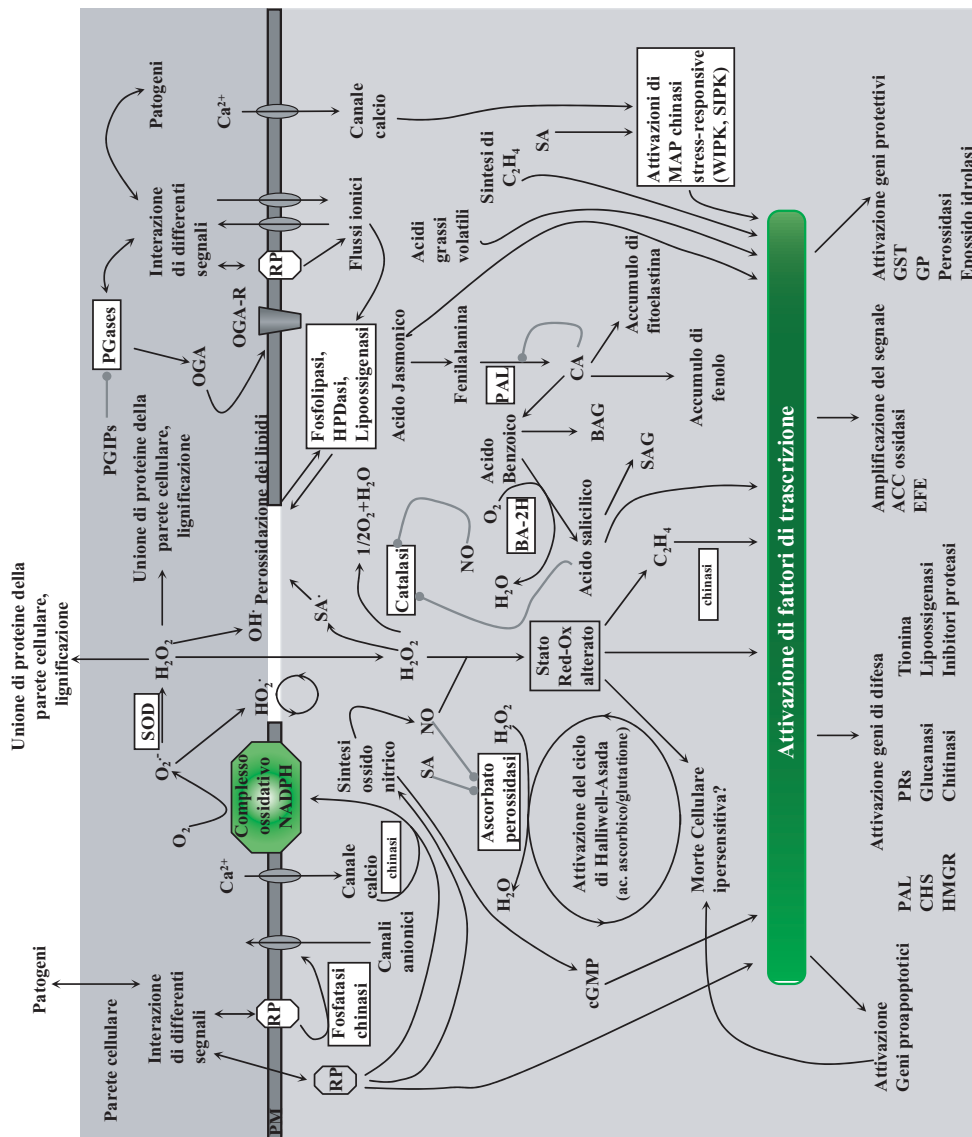 Unione di proteine della
parete cellulare,
lignificazione
Patogeni
Parete cellulare
Interazione
di differenti
segnali
O₂
O₂·⁻
SOD
H₂O₂
HO₂·
OH·
Unione di proteine della
parete cellulare,
lignificazione
PGIPs
PGases
OGA
OGA-R
Interazione
di differenti
segnali
Patogeni
Ca²⁺
Ca²⁺
PM
RP
RP
Complesso
ossidativo
NADPH
Perossidazione dei lipidi
RP
Fosfatasi
chinasi
Canali
anionici
Canale
calcio
chinasi
Sintesi
ossido
nitrico
SA·
H₂O₂
1/2O₂+H₂O
Fosfolipasi,
HPDasi,
Lipoossigenasi
Flussi ionici
Canale
calcio
SA
NO
Catalasi
NO
Acido Jasmonico
Acidi
grassi
volatili
Fenilalanina
PAL
CA
Sintesi di
C₂H₄
SA
Ascorbato
perossidasi
H₂O₂
H₂O
O₂
BA-2H
H₂O
Acido
Benzoico
BAG
Acido salicilico
SAG
Accumulo di
fitoelastina
Accumulo di
fenolo
Attivazioni di
MAP chinasi
stress-responsive
(WIPK, SIPK)
cGMP
Attivazione del ciclo
di Halliwell-Asada
(ac. ascorbico/glutatione)
Stato
Red-Ox
alterato
C₂H₄
chinasi
Morte Cellulare
ipersensitiva?
Attivazione di fattori di trascrizione
Attivazione
Geni proapoptotici
Attivazione geni di difesa
PAL
CHS
HMGR
PRs
Glucanasi
Chitinasi
Tionina
Lipoossigenasi
Inibitori proteasi
Amplificazione del segnale
ACC ossidasi
EFE
Attivazione geni protettivi
GST
GP
Perossidasi
Epossido idrolasi